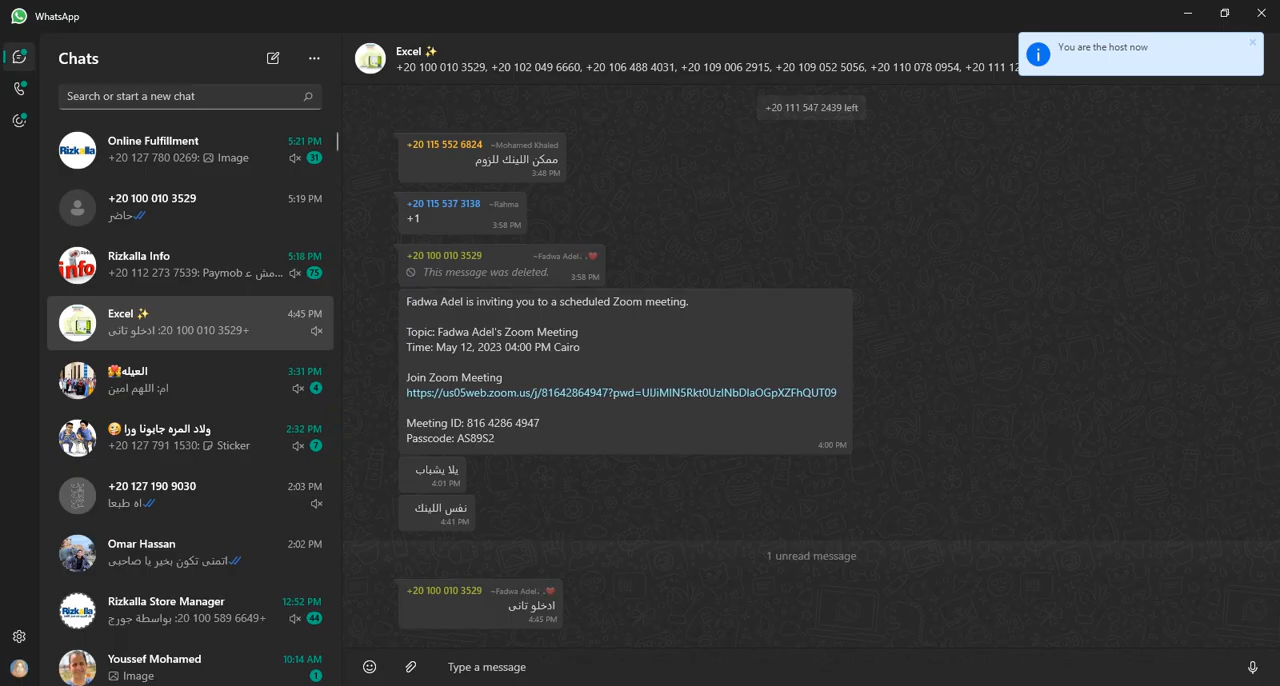 WhatsApp
Chats
Search or start a new chat
Online Fulfillment
5:21 PM
+20 127 780 0269: Image
31
+20 100 010 3529
5:19 PM
حاضر
Rizkalla Info
5:18 PM
+20 112 273 7539: Paymob مش ع...
75
Excel ✨
4:45 PM
+20 100 010 3529: ادخلو تانى
العيله
3:31 PM
ام: اللهم امين
4
ولاد المره جابونا ورا
2:32 PM
+20 127 791 1530: Sticker
7
+20 127 190 9030
2:03 PM
اه طبعا
Omar Hassan
2:02 PM
اتمنى تكون بخير يا صاحبى
Rizkalla Store Manager
12:52 PM
+20 100 589 6649: بواسطة جورج
44
Youssef Mohamed
10:14 AM
Image
1
Excel ✨
+20 100 010 3529, +20 102 049 6660, +20 106 488 4031, +20 109 006 2915, +20 109 052 5056, +20 110 078 0954, +20 111 12
You are the host now
+20 111 547 2439 left
+20 115 552 6824 ~Mohamed Khaled
ممكن اللينك للزوم
3:48 PM
+20 115 537 3138 ~Rahma
+1
3:58 PM
+20 100 010 3529 ~Fadwa Adel. .❤
This message was deleted.
3:58 PM
Fadwa Adel is inviting you to a scheduled Zoom meeting.
Topic: Fadwa Adel's Zoom Meeting
Time: May 12, 2023 04:00 PM Cairo
Join Zoom Meeting
https://us05web.zoom.us/j/81642864947?pwd=UlJiMlN5Rkt0UzlNbDlaOGpXZFhQUT09
Meeting ID: 816 4286 4947
Passcode: AS89S2
4:00 PM
يلا يشباب
4:01 PM
نفس اللينك
4:41 PM
1 unread message
+20 100 010 3529 ~Fadwa Adel. .❤
ادخلو تانى
4:45 PM
Type a message
Rizkalla
info
Rizkalla